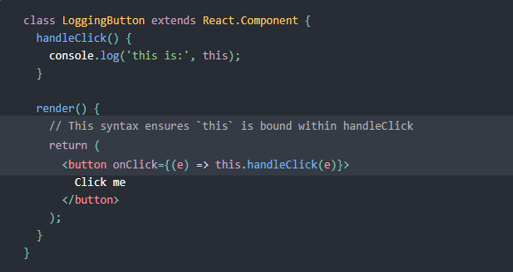 class LoggingButton extends React.Component {
  handleClick() {
    console.log('this is:', this);
  }

  render() {
    // This syntax ensures `this` is bound within handleClick
    return (
      <button onClick={(e) => this.handleClick(e)}>
        Click me
      </button>
    );
  }
}